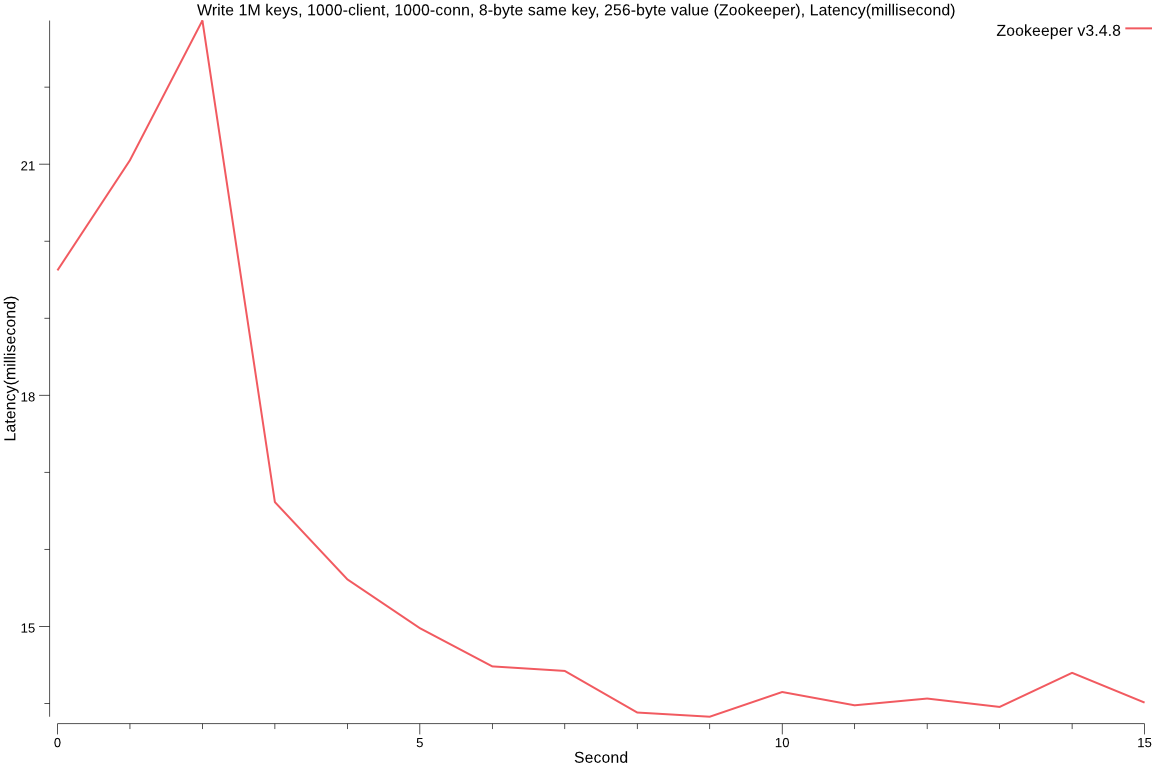 Write 1M keys, 1000-client, 1000-conn, 8-byte same key, 256-byte value (Zookeeper), Latency(millisecond)
Zookeeper v3.4.8
21
18
15
Latency(millisecond)
0 5 10 15
Second